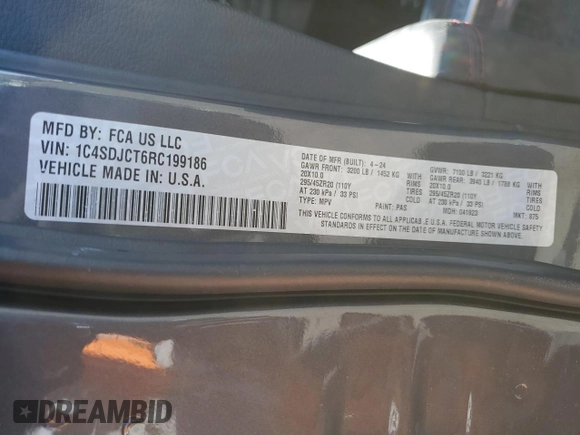 MFD BY: FCA US LLC
VIN: 1C4SDJCT6RC199186
VEHICLE MADE IN: U.S.A.
DATE OF MFR (BUILT): 4-24
GAWR FRONT: 3200 LB / 1452 KG
20X10.0 WITH
295/45ZR20 (110Y TIRES
AT 230 kPa / 33 PSI COLD
TYPE: MPV PAINT: PAS
GVWR: 7100 LB / 3221 KG
GAWR REAR: 3940 LB / 1788 KG
20X10.0 WITH
295/45ZR20 (110Y TIRES
AT 230 kPa / 33 PSI COLD
MDH: 041923 MKT: 875
THIS VEHICLE CONFORMS TO ALL APPLICABLE U.S.A. FEDERAL MOTOR VEHICLE SAFETY
STANDARDS IN EFFECT ON THE DATE OF MANUFACTURE SHOWN ABOVE.
DREAMBID